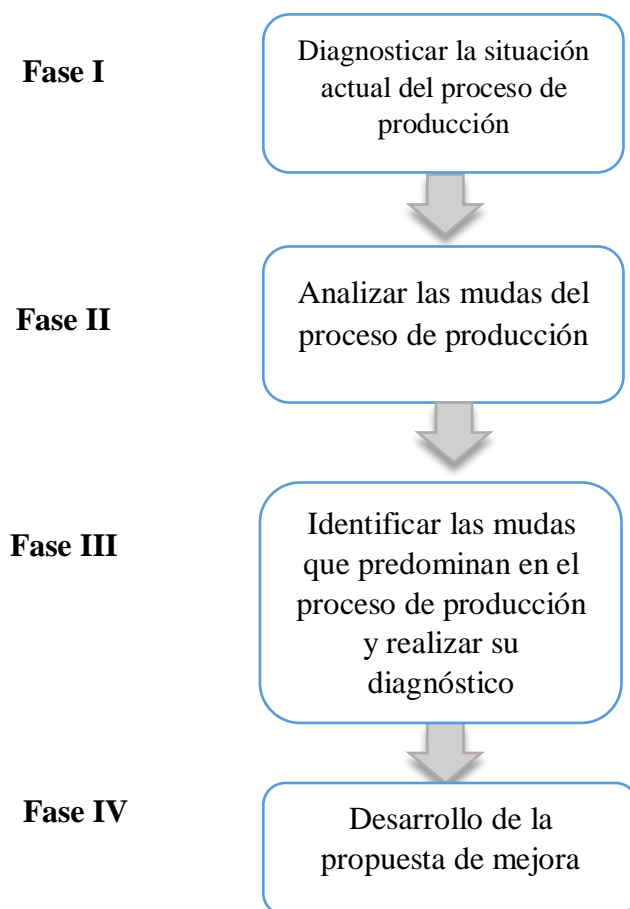 Fase I
Diagnosticar la situación
actual del proceso de
producción
Fase II
Analizar las mudas del
proceso de producción
Fase III
Identificar las mudas
que predominan en el
proceso de producción
y realizar su
diagnóstico
Fase IV
Desarrollo de la
propuesta de mejora